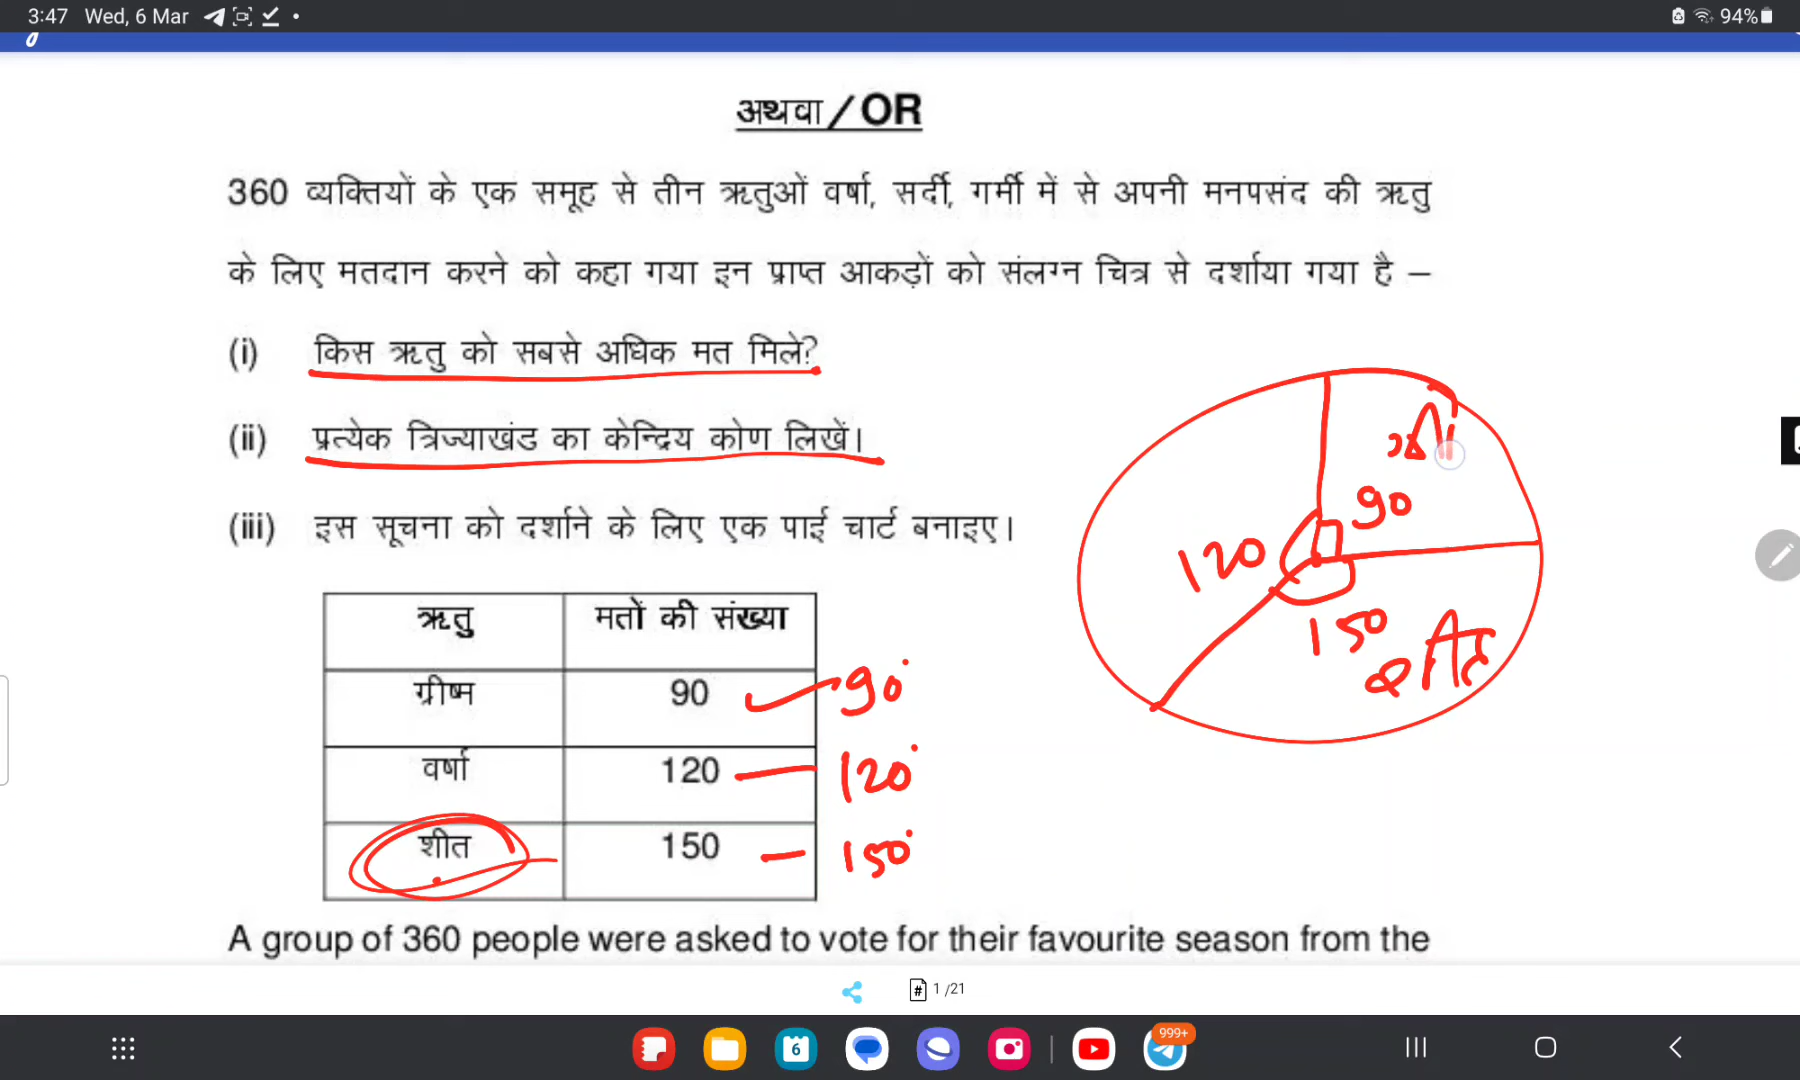 3:47 Wed, 6 Mar
94%
अथवा / OR
360 व्यक्तियों के एक समूह से तीन ऋतुओं वर्षा, सर्दी, गर्मी में से अपनी मनपसंद की ऋतु
के लिए मतदान करने को कहा गया इन प्राप्त आकड़ों को संलग्न चित्र से दर्शाया गया है –
(i) किस ऋतु को सबसे अधिक मत मिले?
(ii) प्रत्येक त्रिज्याखंड का केन्द्रिय कोण लिखें।
(iii) इस सूचना को दर्शाने के लिए एक पाई चार्ट बनाइए।
90
120
150
ऋतु मतों की संख्या
ग्रीष्म 90 90°
वर्षा 120 120°
शीत 150 150°
A group of 360 people were asked to vote for their favourite season from the
1 /21
6
999+